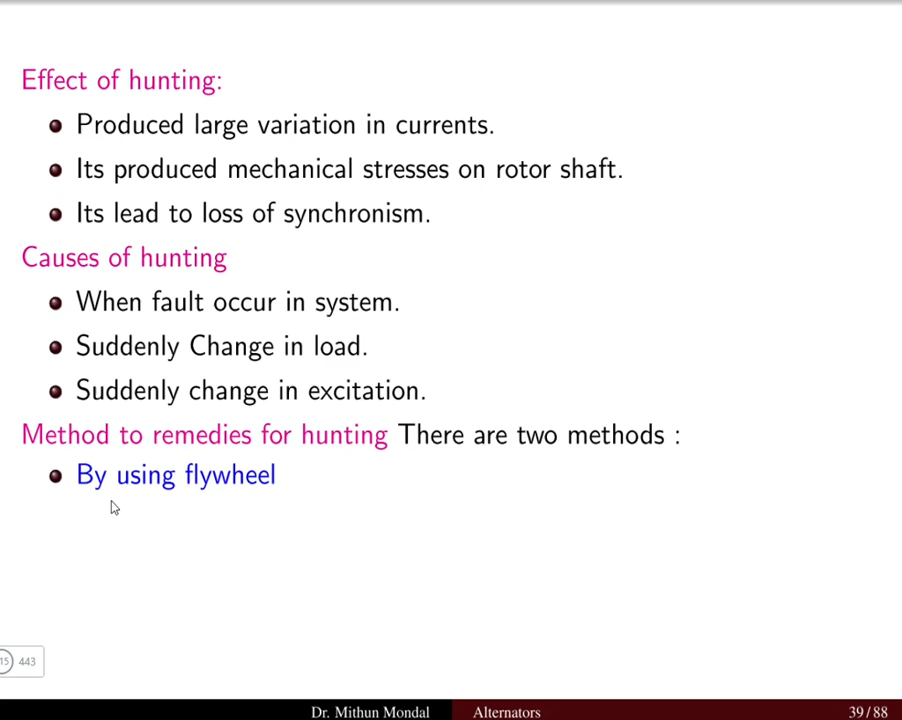 Effect of hunting:
Produced large variation in currents.
Its produced mechanical stresses on rotor shaft.
Its lead to loss of synchronism.
Causes of hunting
When fault occur in system.
Suddenly Change in load.
Suddenly change in excitation.
Method to remedies for hunting There are two methods :
By using flywheel
15 443
Dr. Mithun Mondal Alternators 39/88